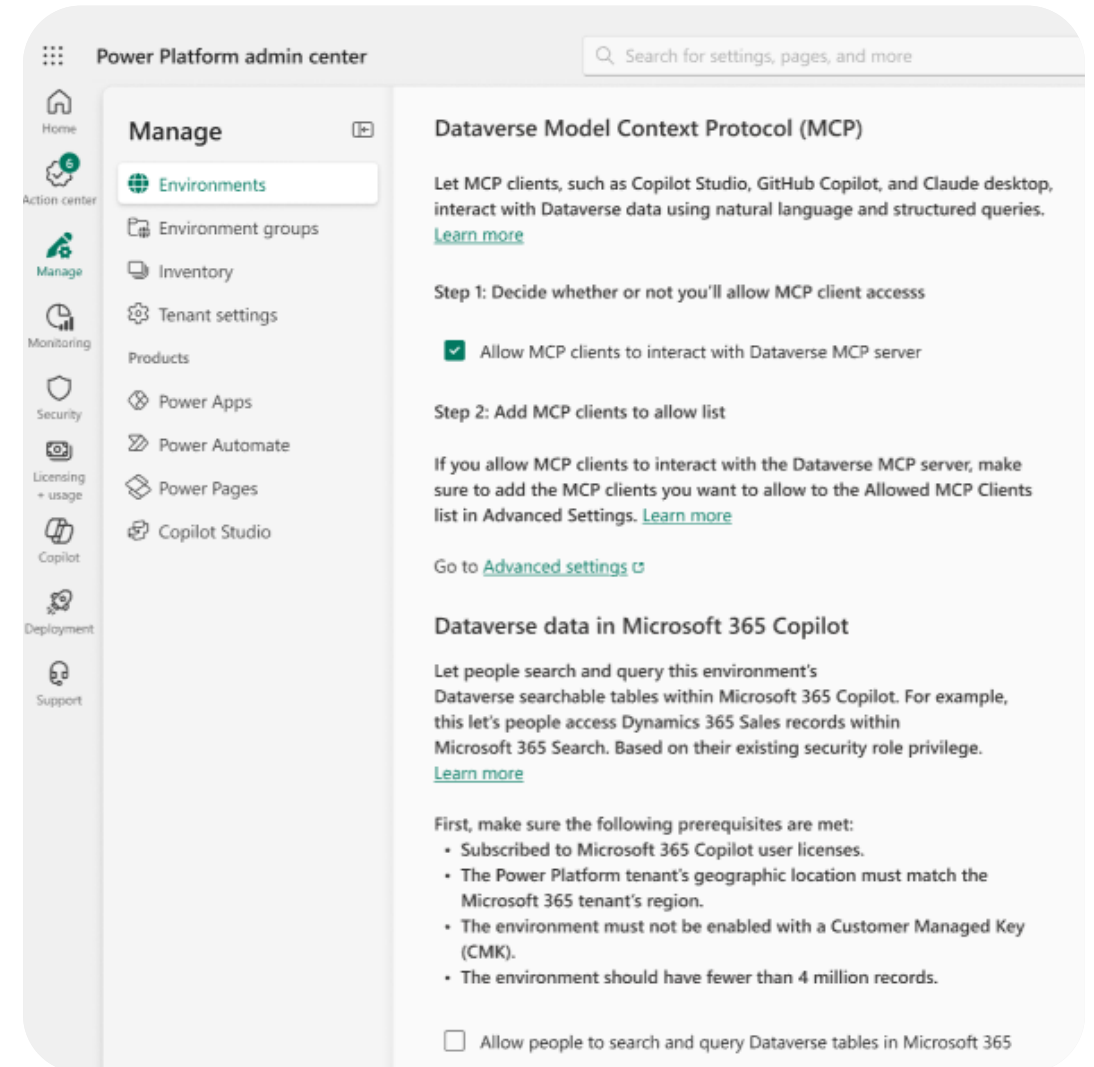 Power Platform admin center
Search for settings, pages, and more
Home
6
Action center
Manage
Monitoring
Security
Licensing
+ usage
Copilot
Deployment
Support
Manage
Environments
Environment groups
Inventory
Tenant settings
Products
Power Apps
Power Automate
Power Pages
Copilot Studio
Dataverse Model Context Protocol (MCP)
Let MCP clients, such as Copilot Studio, GitHub Copilot, and Claude desktop,
interact with Dataverse data using natural language and structured queries.
Learn more
Step 1: Decide whether or not you'll allow MCP client accesss
Allow MCP clients to interact with Dataverse MCP server
Step 2: Add MCP clients to allow list
If you allow MCP clients to interact with the Dataverse MCP server, make
sure to add the MCP clients you want to allow to the Allowed MCP Clients
list in Advanced Settings. Learn more
Go to Advanced settings
Dataverse data in Microsoft 365 Copilot
Let people search and query this environment's
Dataverse searchable tables within Microsoft 365 Copilot. For example,
this let's people access Dynamics 365 Sales records within
Microsoft 365 Search. Based on their existing security role privilege.
Learn more
First, make sure the following prerequisites are met:
• Subscribed to Microsoft 365 Copilot user licenses.
• The Power Platform tenant's geographic location must match the
Microsoft 365 tenant's region.
• The environment must not be enabled with a Customer Managed Key
(CMK).
• The environment should have fewer than 4 million records.
Allow people to search and query Dataverse tables in Microsoft 365